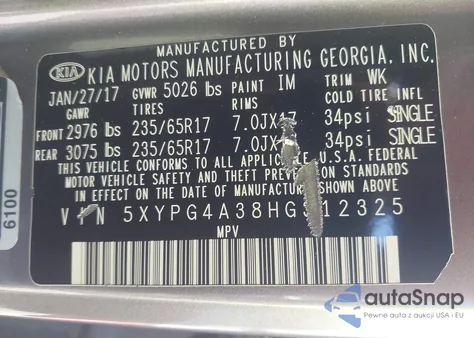 MANUFACTURED BY
KIA KIA MOTORS MANUFACTURING GEORGIA, INC.
JAN/27/17 GVWR 5026 lbs PAINT IM TRIM WK
GAWR TIRES RIMS COLD TIRE INFL
FRONT 2976 lbs 235/65R17 7.0JX17 34psi SINGLE
REAR 3075 lbs 235/65R17 7.0JX 34psi SINGLE
THIS VEHICLE CONFORMS TO ALL APPLICABLE U.S.A. FEDERAL
MOTOR VEHICLE SAFETY AND THEFT PREVENTION STANDARDS
IN EFFECT ON THE DATE OF MANUFACTURE SHOWN ABOVE.
VIN 5XYPG4A38HG 12325
MPV
6100
autoSnap
Pewne auta z aukcji USA i EU